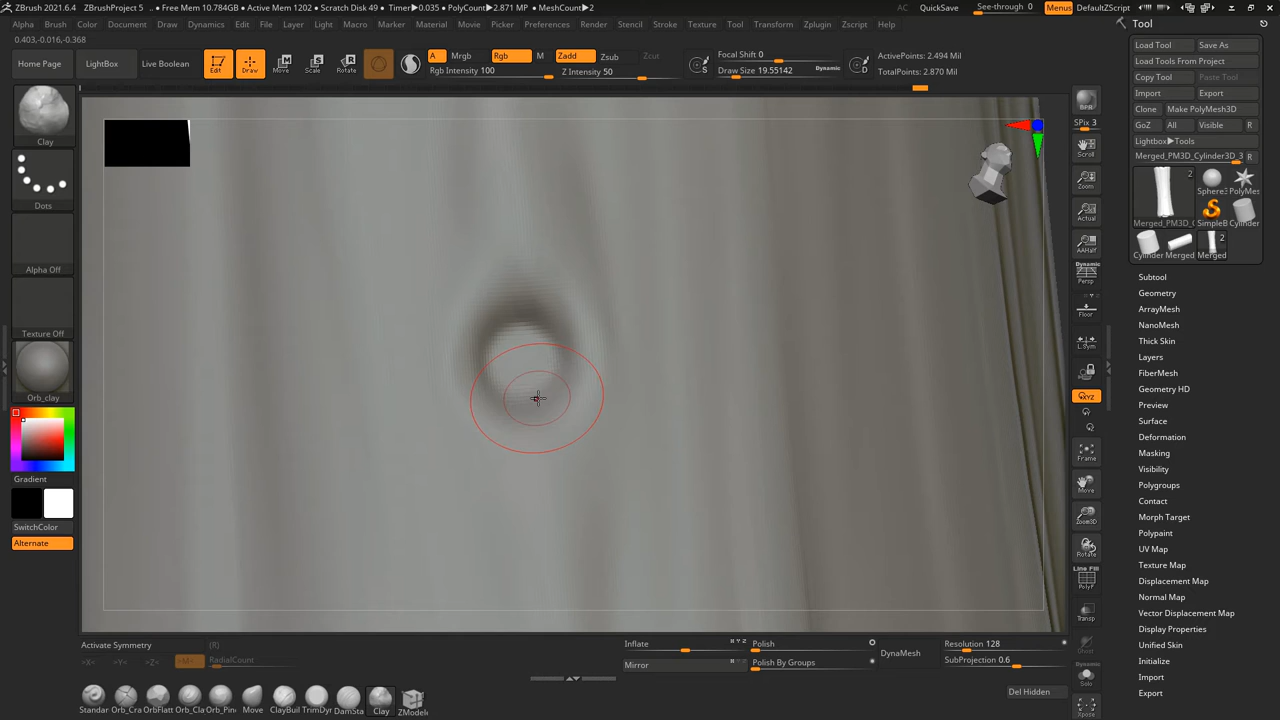 ZBrush 2021.6.4 ZBrushProject 5 .. • Free Mem 10.784GB • Active Mem 1202 • Scratch Disk 49 • Timer▶0.035 • PolyCount▶2.871 MP • MeshCount▶2 AC QuickSave See-through 0 Menus DefaultZScript
Alpha Brush Color Document Draw Dynamics Edit File Layer Light Macro Marker Material Movie Picker Preferences Render Stencil Stroke Texture Tool Transform Zplugin Zscript Help
0.403,-0.016,-0.368
Home Page LightBox Live Boolean Edit Draw Move Scale Rotate
A Mrgb Rgb M Zadd Zsub Zcut
Rgb Intensity 100 Z Intensity 50
S Focal Shift 0
Draw Size 19.55142 Dynamic D
ActivePoints: 2.494 Mil
TotalPoints: 2.870 Mil
Clay
Dots
Alpha Off
Texture Off
Orb_clay
Gradient
SwitchColor
Alternate
BPR
SPix 3
Scroll
Zoom
Actual
AAHalf
Dynamic
Persp
Floor
L.Sym
XYZ
Y
Z
Frame
Move
Zoom3D
Rotate
Line Fill
PolyF
Transp
Ghost
Dynamic
Solo
Xpose
Tool
Load Tool Save As
Load Tools From Project
Copy Tool Paste Tool
Import Export
Clone Make PolyMesh3D
GoZ All Visible R
Lightbox▶Tools
Merged_PM3D_Cylinder3D_3 R
2
Sphere3 PolyMes
Merged_PM3D_C SimpleB Cylinder
2
Cylinder Merged Merged
Subtool
Geometry
ArrayMesh
NanoMesh
Thick Skin
Layers
FiberMesh
Geometry HD
Preview
Surface
Deformation
Masking
Visibility
Polygroups
Contact
Morph Target
Polypaint
UV Map
Texture Map
Displacement Map
Normal Map
Vector Displacement Map
Display Properties
Unified Skin
Initialize
Import
Export
Activate Symmetry (R)
>X< >Y< >Z< >M< RadialCount
Inflate X Y Z
Mirror
Polish
Polish By Groups
DynaMesh
Resolution 128
SubProjection 0.6
Del Hidden
Standar Orb_Cra OrbFlatt Orb_Cla Orb_Pin Move ClayBuil TrimDyr DamSta Clay ZModele